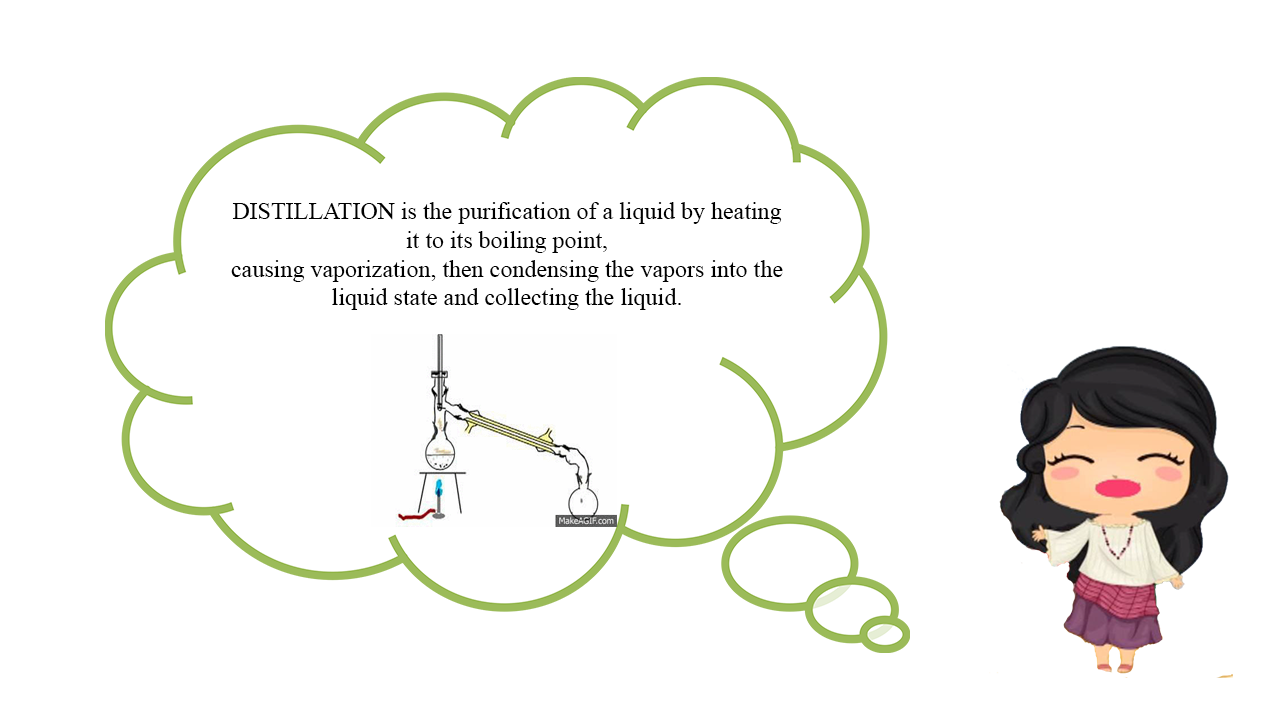 DISTILLATION is the purification of a liquid by heating
it to its boiling point,
causing vaporization, then condensing the vapors into the
liquid state and collecting the liquid.
MakeAGIF.com